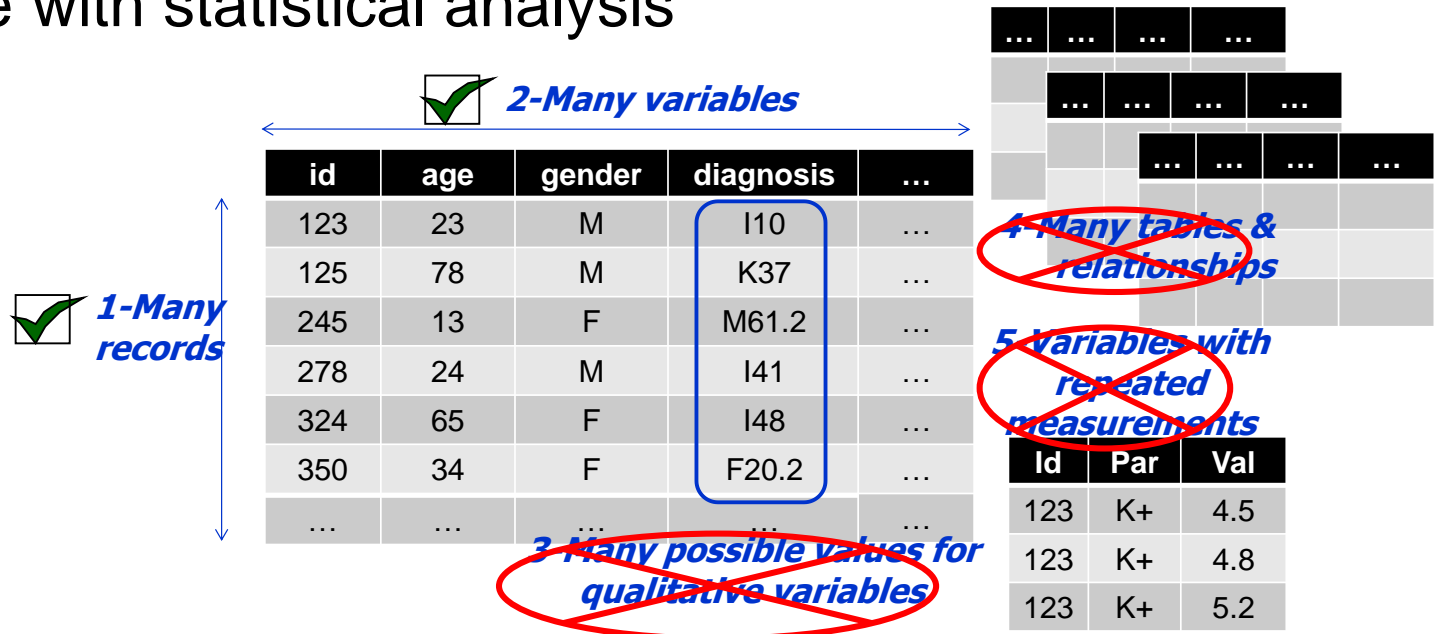 e with statistical analysis
2-Many variables
id age gender diagnosis …
123 23 M I10 …
125 78 M K37 …
245 13 F M61.2 …
278 24 M I41 …
324 65 F I48 …
350 34 F F20.2 …
… … … … …
1-Many
records
3-Many possible values for
qualitative variables
… … … …
… … … …
… … … …
4-Many tables &
relationships
5-Variables with
repeated
measurements
Id Par Val
123 K+ 4.5
123 K+ 4.8
123 K+ 5.2